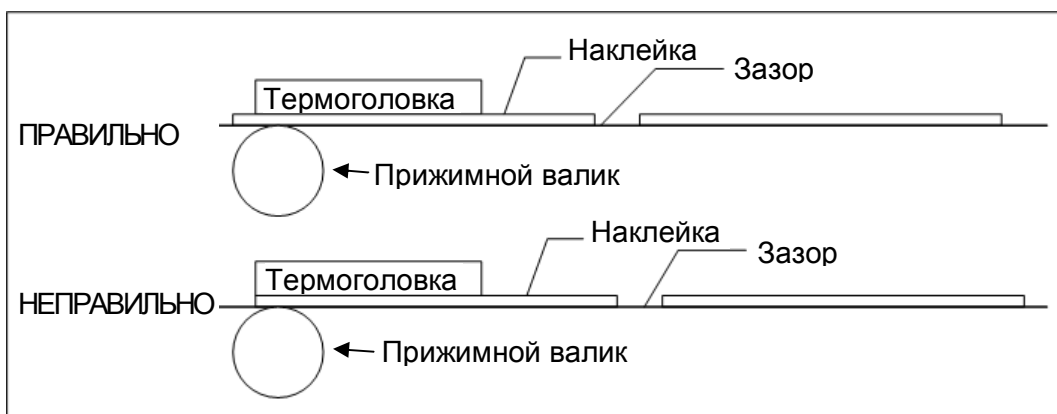 Наклейка
Зазор
Термоголовка
ПРАВИЛЬНО
Прижимной валик
Наклейка
Зазор
Термоголовка
НЕПРАВИЛЬНО
Прижимной валик